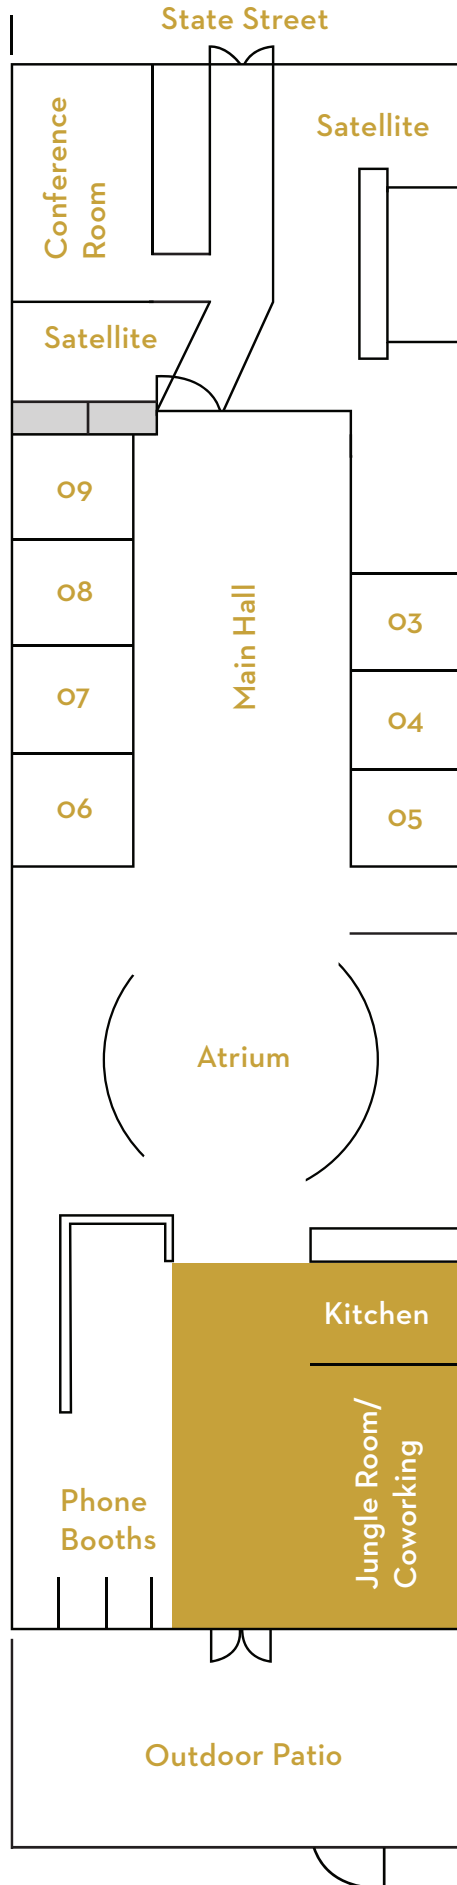 State Street
Conference
Room
Satellite
Satellite
09
08
07
06
Main Hall
03
04
05
Atrium
Kitchen
Jungle Room/
Coworking
Phone
Booths
Outdoor Patio